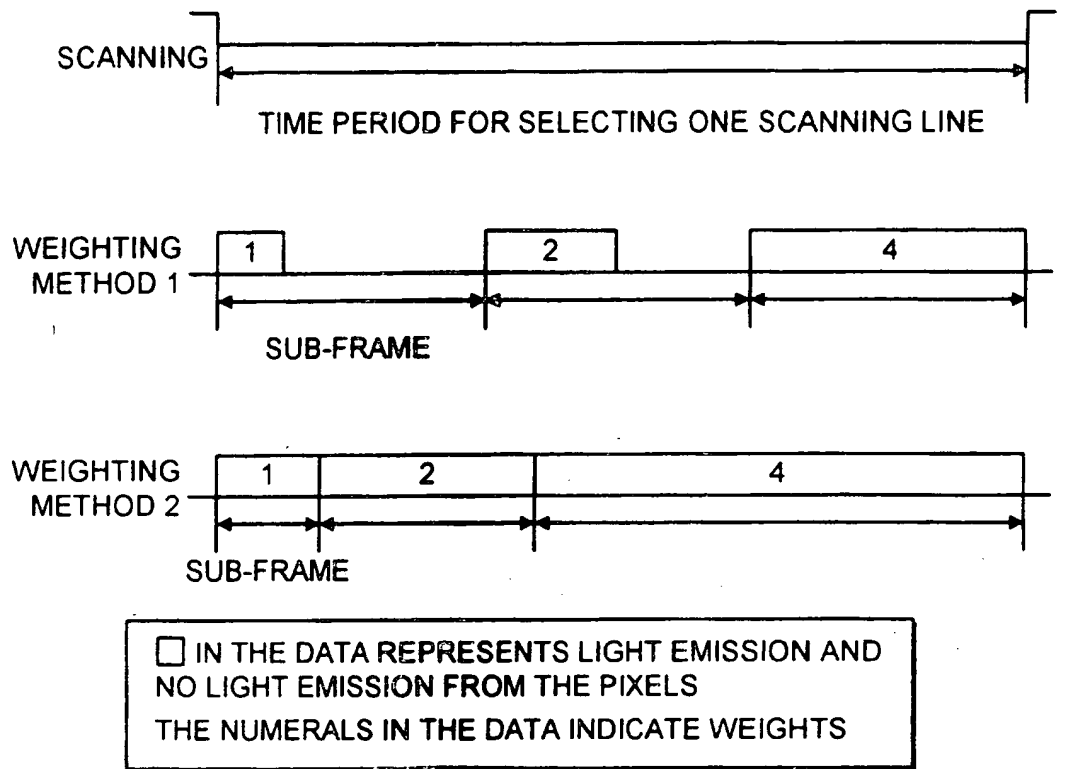 SCANNING
TIME PERIOD FOR SELECTING ONE SCANNING LINE
WEIGHTING
METHOD 1
1
2
4
SUB-FRAME
WEIGHTING
METHOD 2
1
2
4
SUB-FRAME
IN THE DATA REPRESENTS LIGHT EMISSION AND
NO LIGHT EMISSION FROM THE PIXELS
THE NUMERALS IN THE DATA INDICATE WEIGHTS